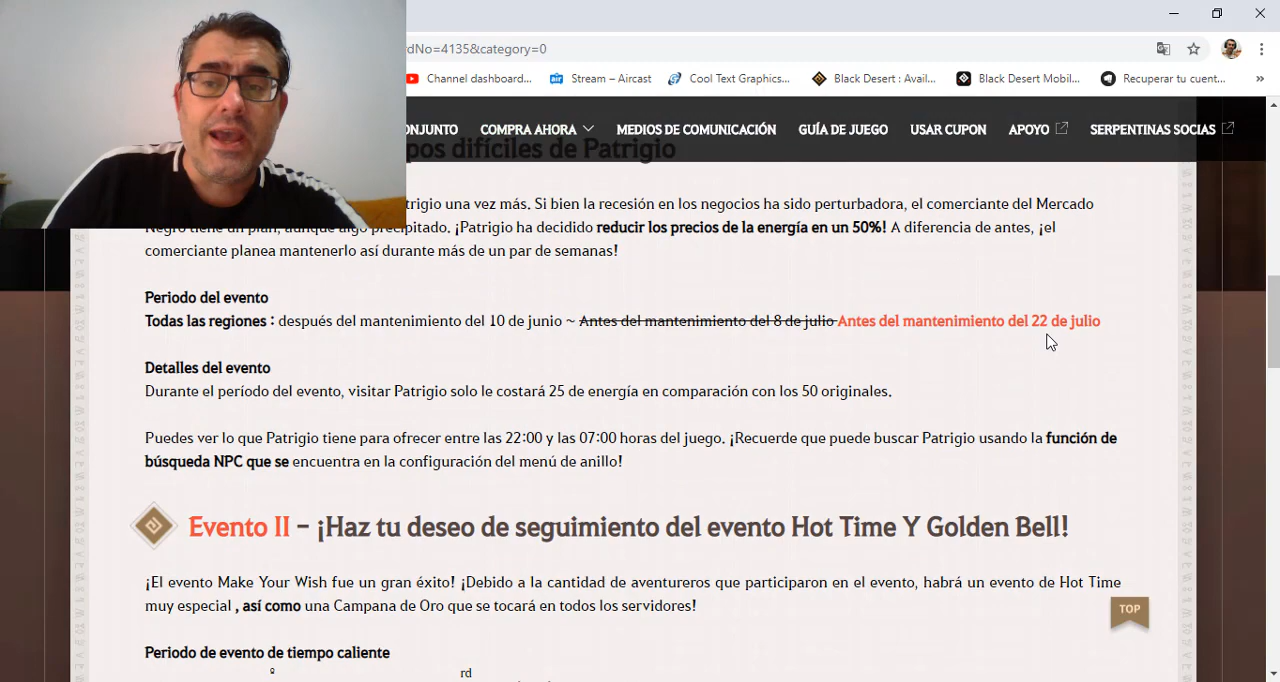 rdNo=4135&category=0
Channel dashboard...
air Stream – Aircast
Cool Text Graphics...
Black Desert : Avail...
Black Desert Mobil...
Recuperar tu cuent...
»
ONJUNTO COMPRA AHORA MEDIOS DE COMUNICACIÓN GUÍA DE JUEGO USAR CUPON APOYO SERPENTINAS SOCIAS
pos difíciles de Patrigio
trigio una vez más. Si bien la recesión en los negocios ha sido perturbadora, el comerciante del Mercado
Negro tiene un plan, aunque algo precipitado. ¡Patrigio ha decidido reducir los precios de la energía en un 50%! A diferencia de antes, ¡el
comerciante planea mantenerlo así durante más de un par de semanas!
Periodo del evento
Todas las regiones : después del mantenimiento del 10 de junio ~ Antes del mantenimiento del 8 de julio Antes del mantenimiento del 22 de julio
Detalles del evento
Durante el período del evento, visitar Patrigio solo le costará 25 de energía en comparación con los 50 originales.
Puedes ver lo que Patrigio tiene para ofrecer entre las 22:00 y las 07:00 horas del juego. ¡Recuerde que puede buscar Patrigio usando la función de
búsqueda NPC que se encuentra en la configuración del menú de anillo!
Evento II – ¡Haz tu deseo de seguimiento del evento Hot Time Y Golden Bell!
¡El evento Make Your Wish fue un gran éxito! ¡Debido a la cantidad de aventureros que participaron en el evento, habrá un evento de Hot Time
muy especial , así como una Campana de Oro que se tocará en todos los servidores!
TOP
Periodo de evento de tiempo caliente
º rd